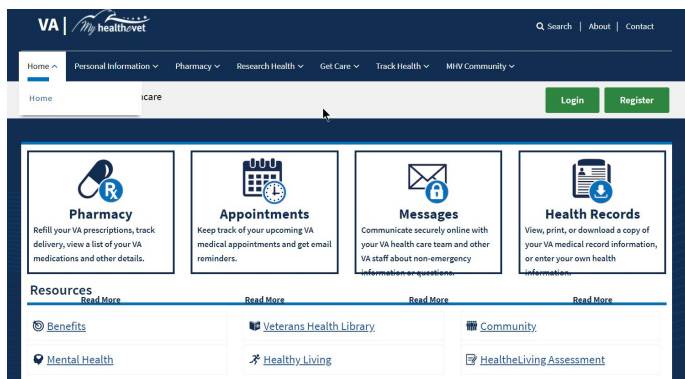 VA | My healthevet
Search | About | Contact
Home Personal Information Pharmacy Research Health Get Care Track Health MHV Community
Home
care
Login Register
Pharmacy
Refill your VA prescriptions, track
delivery, view a list of your VA
medications and other details.
Read More
Appointments
Keep track of your upcoming VA
medical appointments and get email
reminders.
Read More
Messages
Communicate securely online with
your VA health care team and other
VA staff about non-emergency
information or questions.
Read More
Health Records
View, print, or download a copy of
your VA medical record information,
or enter your own health
information.
Read More
Resources
Benefits Veterans Health Library Community
Mental Health Healthy Living HealtheLiving Assessment